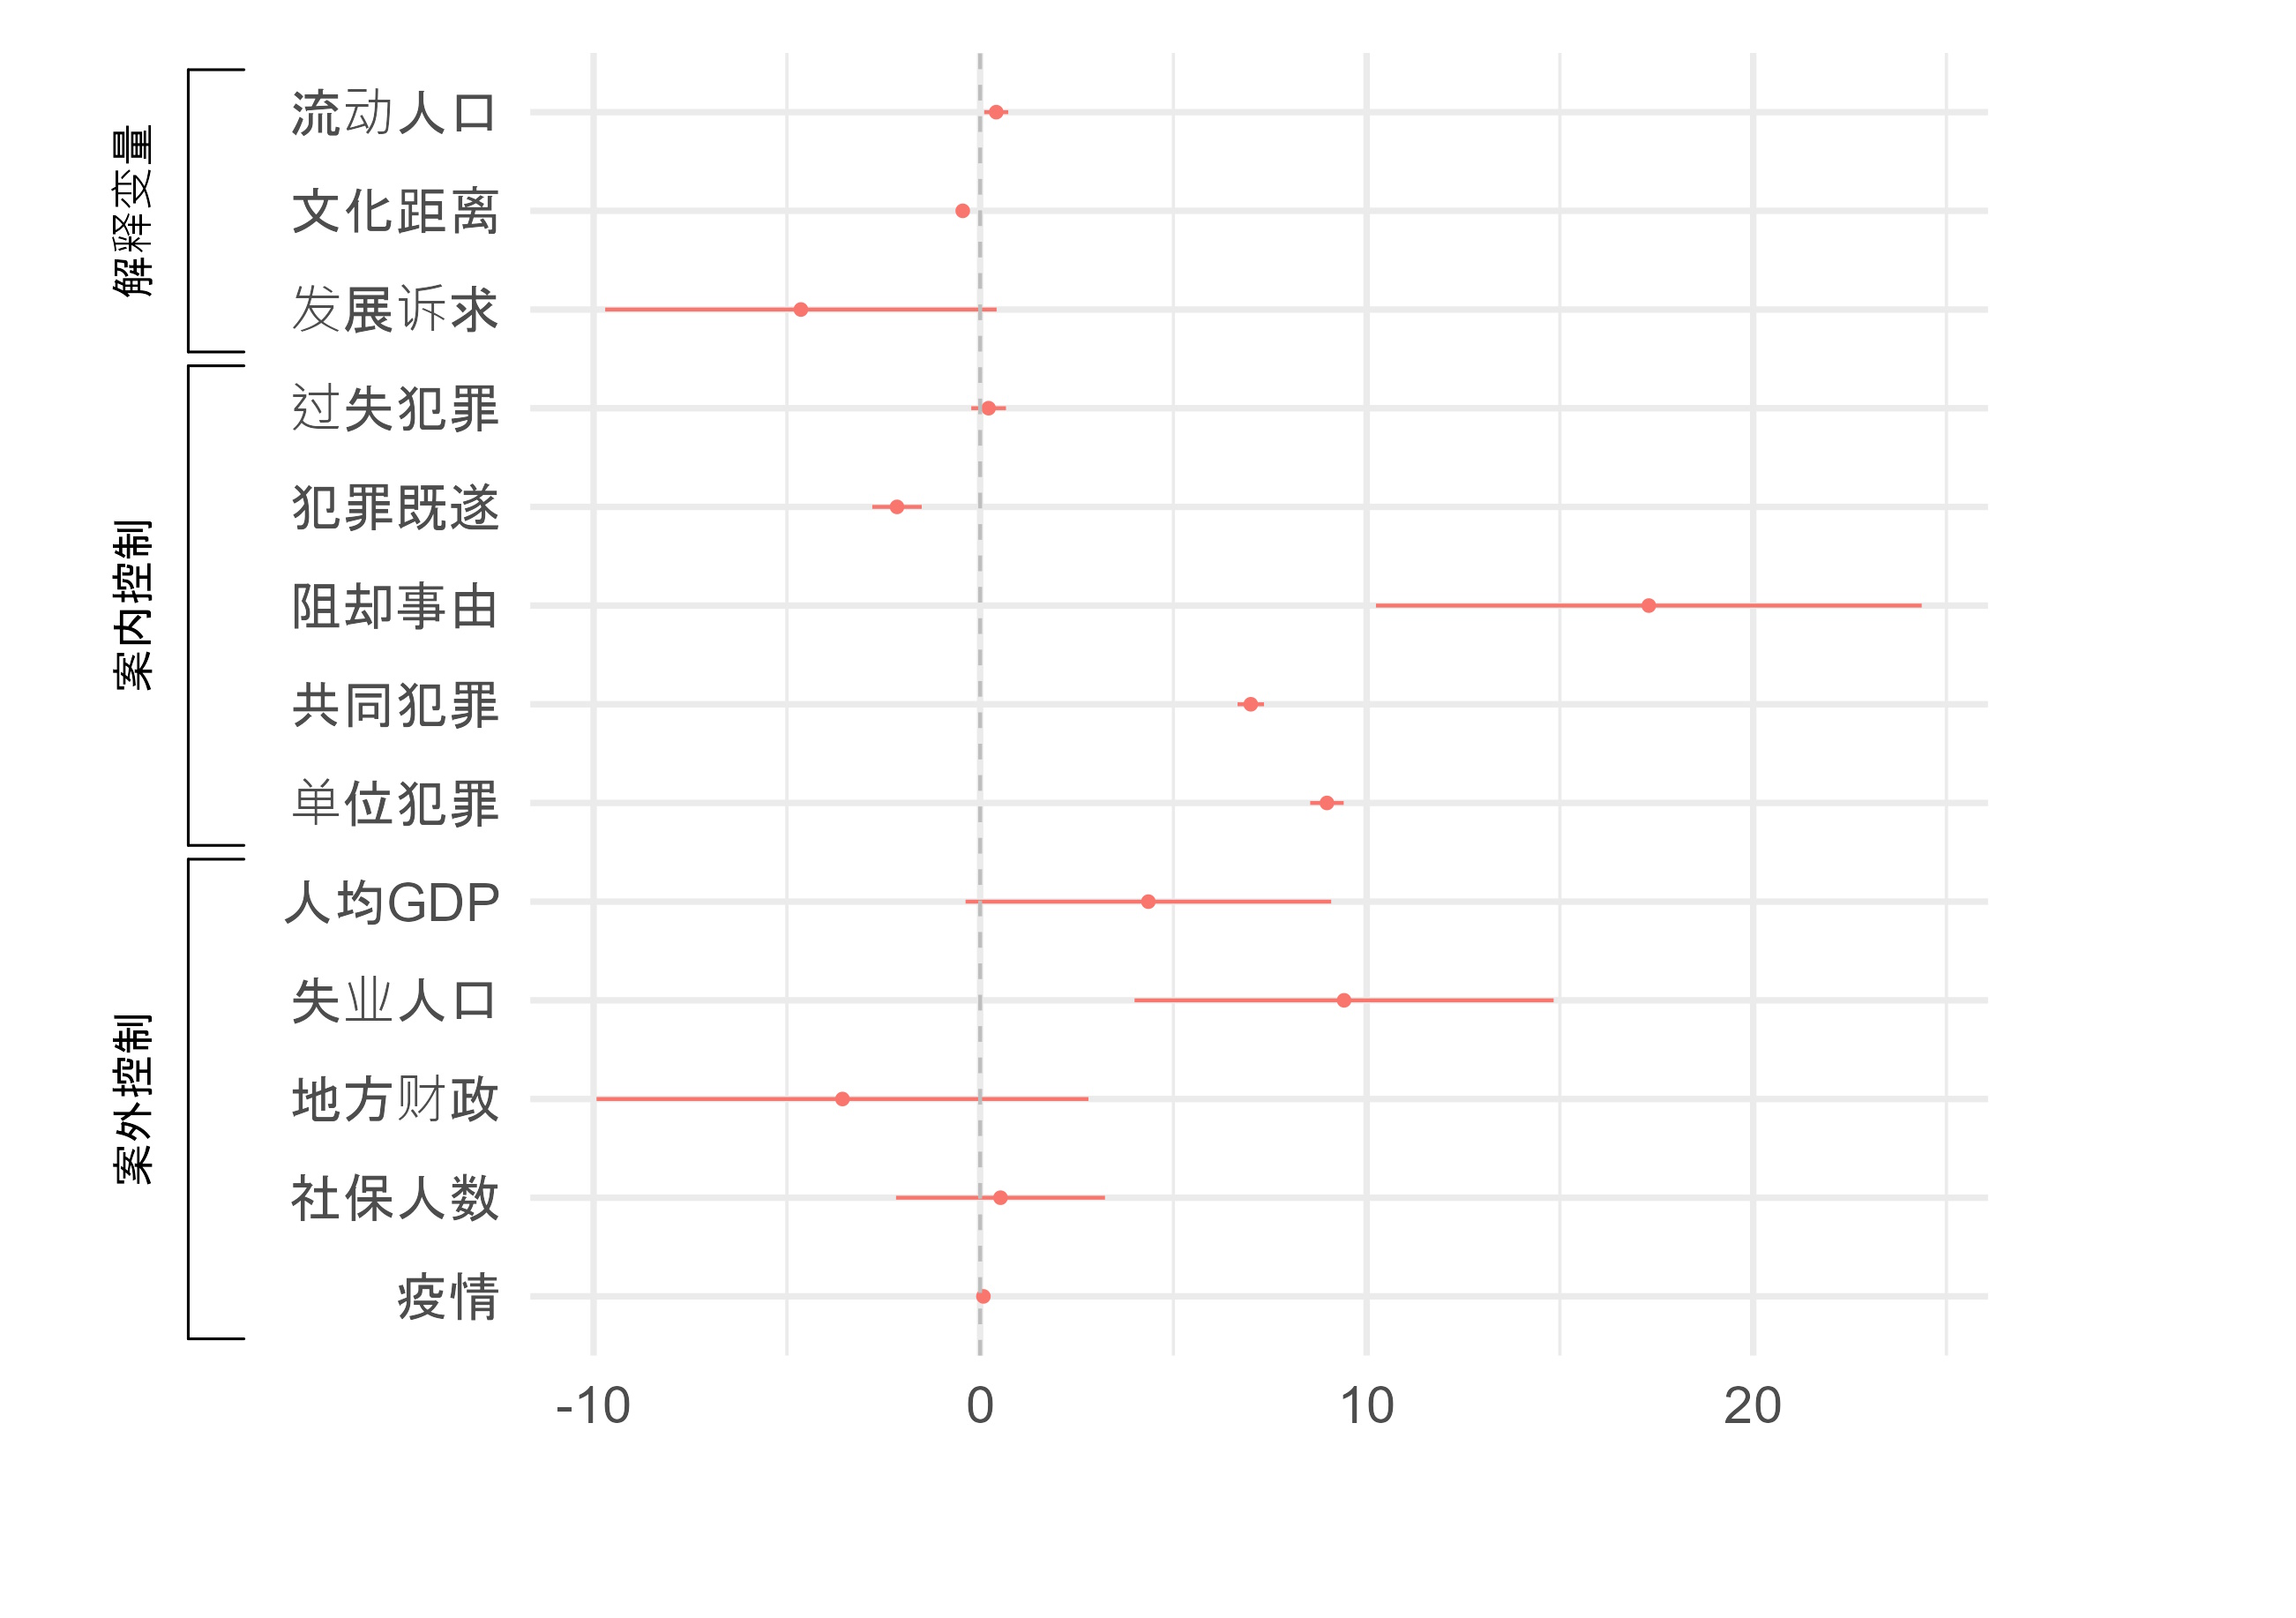 解释变量
流动人口
文化距离
发展诉求
案内控制
过失犯罪
犯罪既遂
阻却事由
共同犯罪
单位犯罪
案外控制
人均GDP
失业人口
地方财政
社保人数
疫情
-10 0 10 20